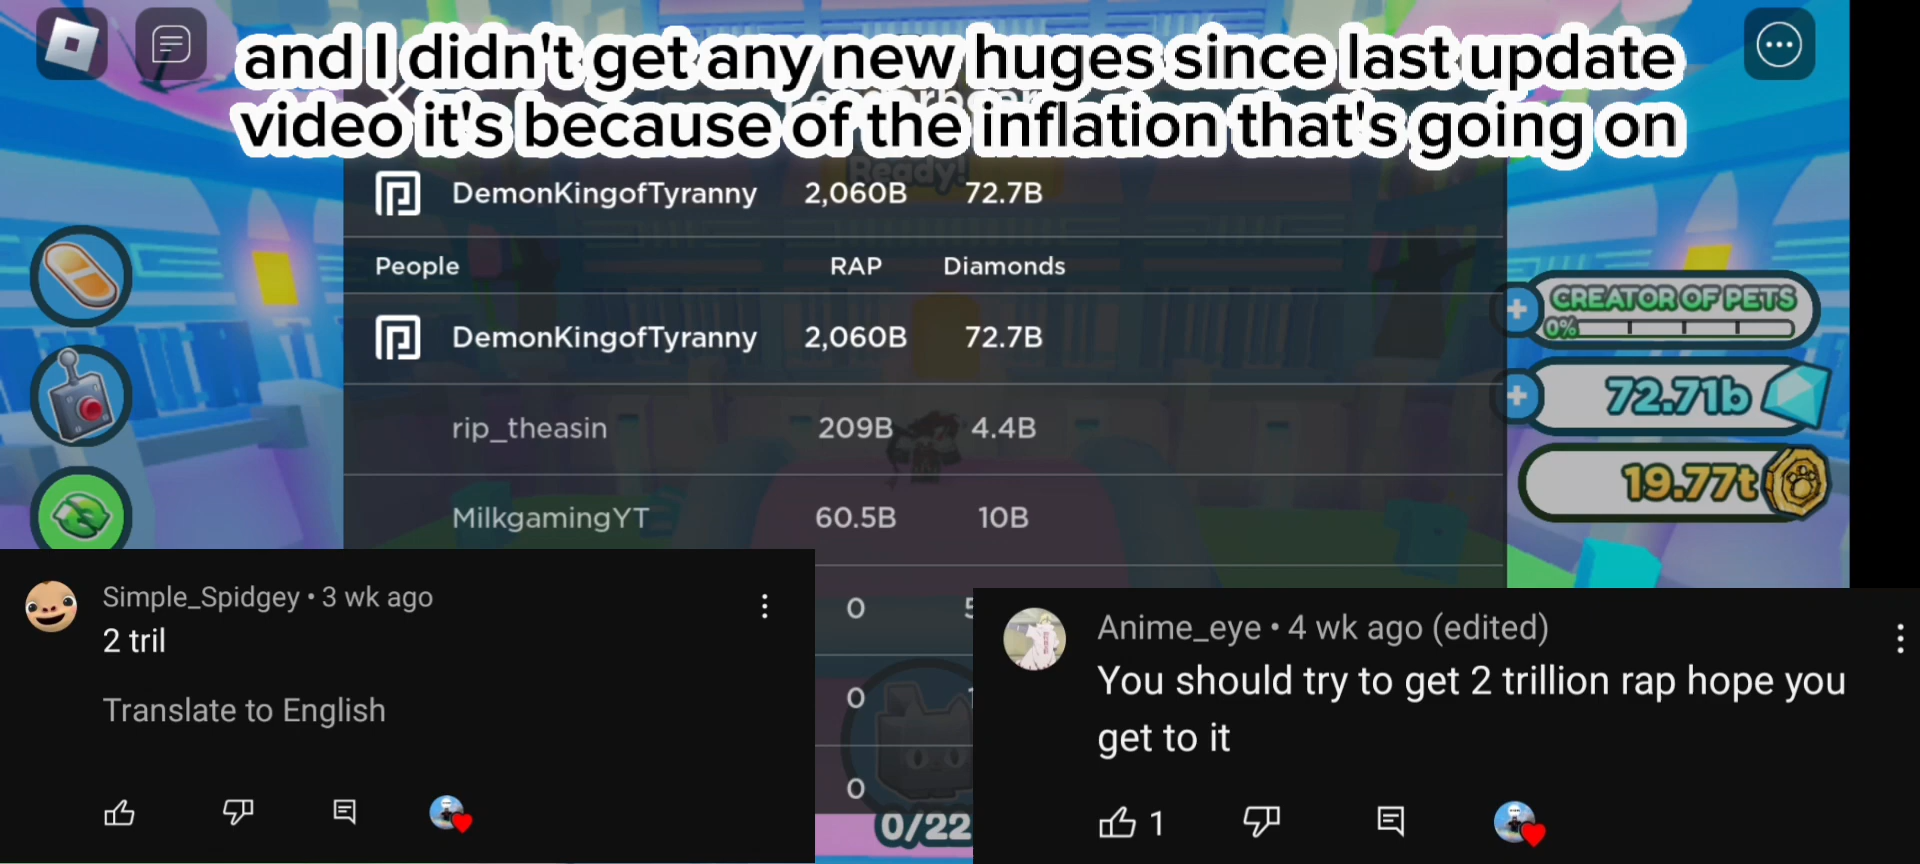 and I didn't get any new huges since last update
video it's because of the inflation that's going on
Ready!
DemonKingofTyranny 2,060B 72.7B
People RAP Diamonds
DemonKingofTyranny 2,060B 72.7B
rip_theasin 209B 4.4B
MilkgamingYT 60.5B 10B
0
0
0
CREATOR OF PETS
0%
72.71b
19.77t
0/22
Simple_Spidgey • 3 wk ago
2 tril
Translate to English
Anime_eye • 4 wk ago (edited)
You should try to get 2 trillion rap hope you
get to it
1